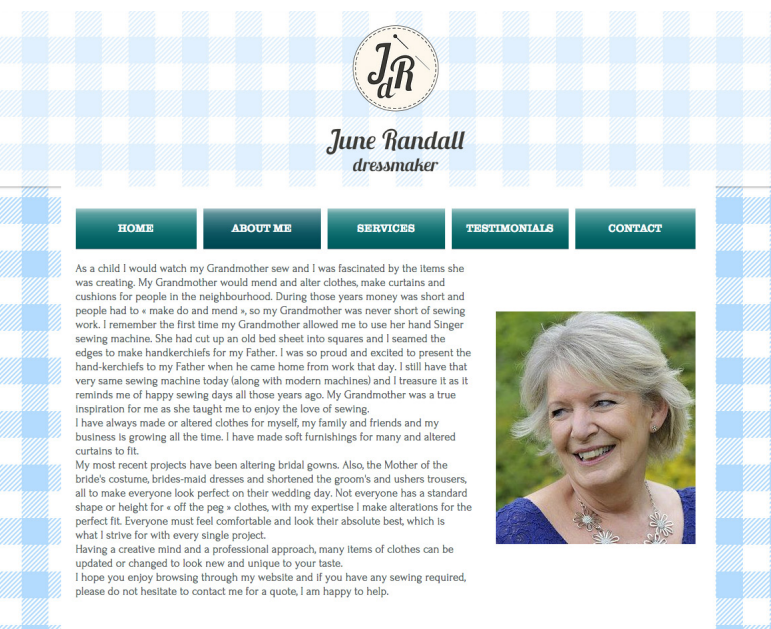 JdR
June Randall
dressmaker
HOME
ABOUT ME
SERVICES
TESTIMONIALS
CONTACT
As a child I would watch my Grandmother sew and I was fascinated by the items she
was creating. My Grandmother would mend and alter clothes, make curtains and
cushions for people in the neighbourhood. During those years money was short and
people had to « make do and mend », so my Grandmother was never short of sewing
work. I remember the first time my Grandmother allowed me to use her hand Singer
sewing machine. She had cut up an old bed sheet into squares and I seamed the
edges to make handkerchiefs for my Father. I was so proud and excited to present the
hand-kerchiefs to my Father when he came home from work that day. I still have that
very same sewing machine today (along with modern machines) and I treasure it as it
reminds me of happy sewing days all those years ago. My Grandmother was a true
inspiration for me as she taught me to enjoy the love of sewing.
I have always made or altered clothes for myself, my family and friends and my
business is growing all the time. I have made soft furnishings for many and altered
curtains to fit.
My most recent projects have been altering bridal gowns. Also, the Mother of the
bride's costume, brides-maid dresses and shortened the groom's and ushers trousers,
all to make everyone look perfect on their wedding day. Not everyone has a standard
shape or height for « off the peg » clothes, with my expertise I make alterations for the
perfect fit. Everyone must feel comfortable and look their absolute best, which is
what I strive for with every single project.
Having a creative mind and a professional approach, many items of clothes can be
updated or changed to look new and unique to your taste.
I hope you enjoy browsing through my website and if you have any sewing required,
please do not hesitate to contact me for a quote, I am happy to help.